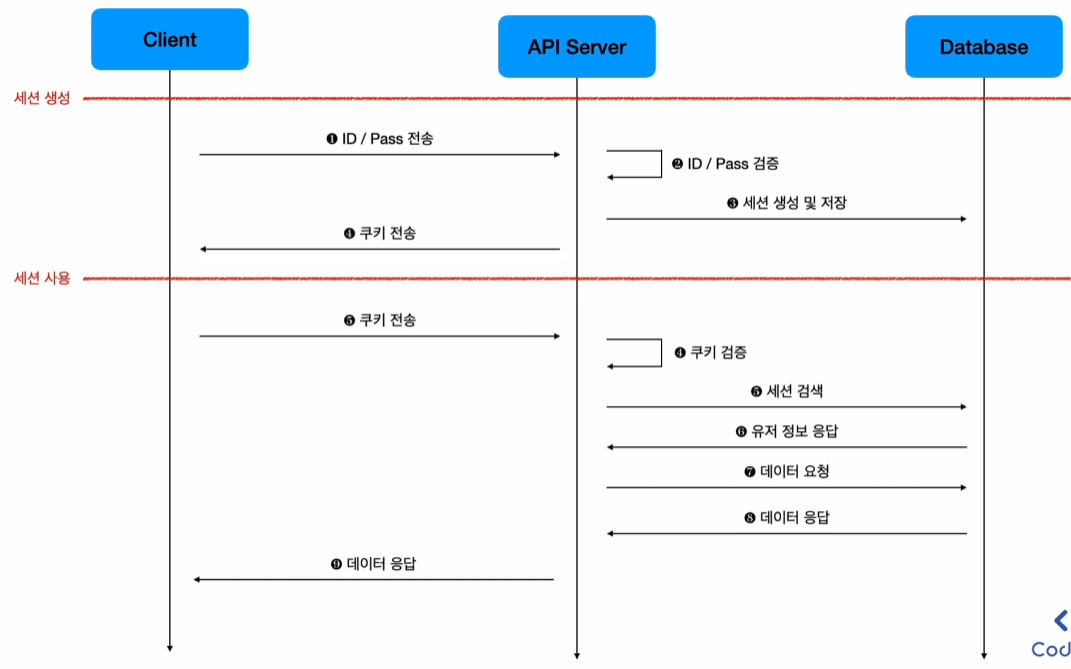 Client
API Server
Database
세션 생성
❶ ID / Pass 전송
❷ ID / Pass 검증
❸ 세션 생성 및 저장
❹ 쿠키 전송
세션 사용
❺ 쿠키 전송
❹ 쿠키 검증
❺ 세션 검색
❻ 유저 정보 응답
❼ 데이터 요청
❽ 데이터 응답
❾ 데이터 응답
Cod